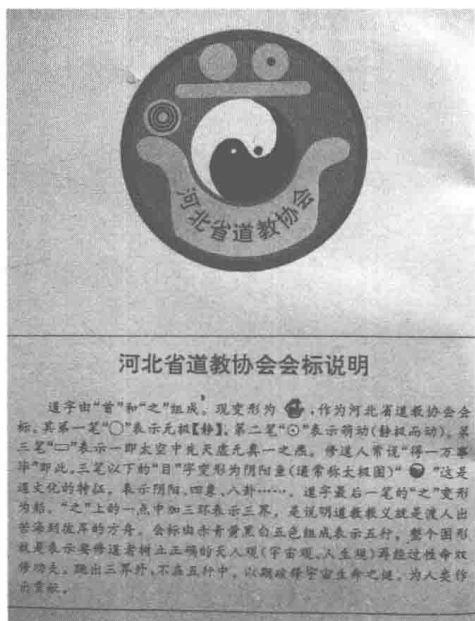 河北省道教协会
河北省道教协会会标说明
道字由“首”和“之”组成。现变形为 ,作为河北省道教协会会
标,其第一笔“○”表示无极【静】,第二笔“⊙”表示萌动(静极而动)。第
三笔“▭”表示一即太空中先天虚无真一之炁。修道人常说“得一万事
毕”即此,三笔以下的“目”字变形为阴阳鱼(通常称太极图)“☯”这是
道文化的特征。表示阴阳、四象、八卦……。道字最后一笔的“之”变形
为船。“之”上的一点中加三环表示三界。是说明道教教义就是渡人出
苦海到彼岸的方舟。会标由赤青黄黑白五色组成表示五行。整个图形
就是表示要修道者树立正确的天人观(宇宙观、人生观)再经过性命双
修功夫。跳出三界外,不在五行中。以期破译宇宙生命之谜。为人类作
出贡献。